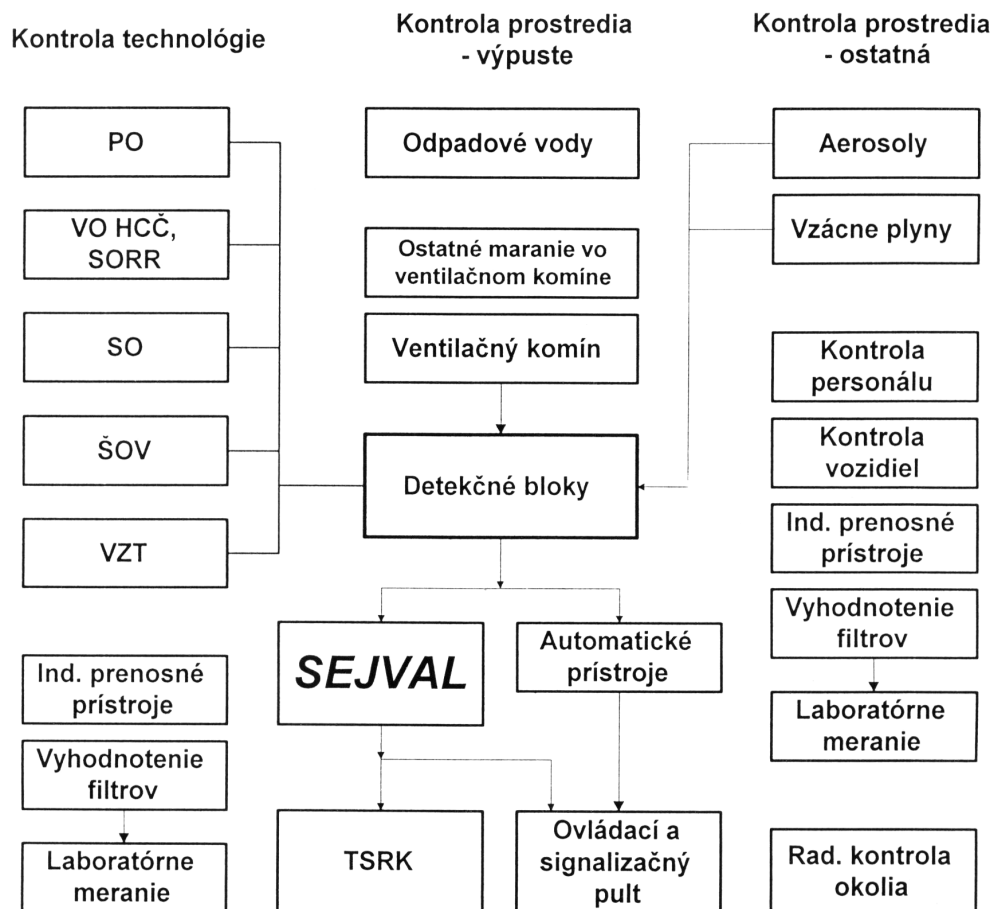 Kontrola technológie
Kontrola prostredia
- výpuste
Kontrola prostredia
- ostatná
PO
VO HCČ,
SORR
SO
ŠOV
VZT
Ind. prenosné
prístroje
Vyhodnotenie
filtrov
Laboratórne
meranie
Odpadové vody
Ostatné maranie vo
ventilačnom komíne
Ventilačný komín
Detekčné bloky
SEJVAL
Automatické
prístroje
TSRK
Ovládací a
signalizačný
pult
Aerosoly
Vzácne plyny
Kontrola
personálu
Kontrola
vozidiel
Ind. prenosné
prístroje
Vyhodnotenie
filtrov
Laboratórne
meranie
Rad. kontrola
okolia